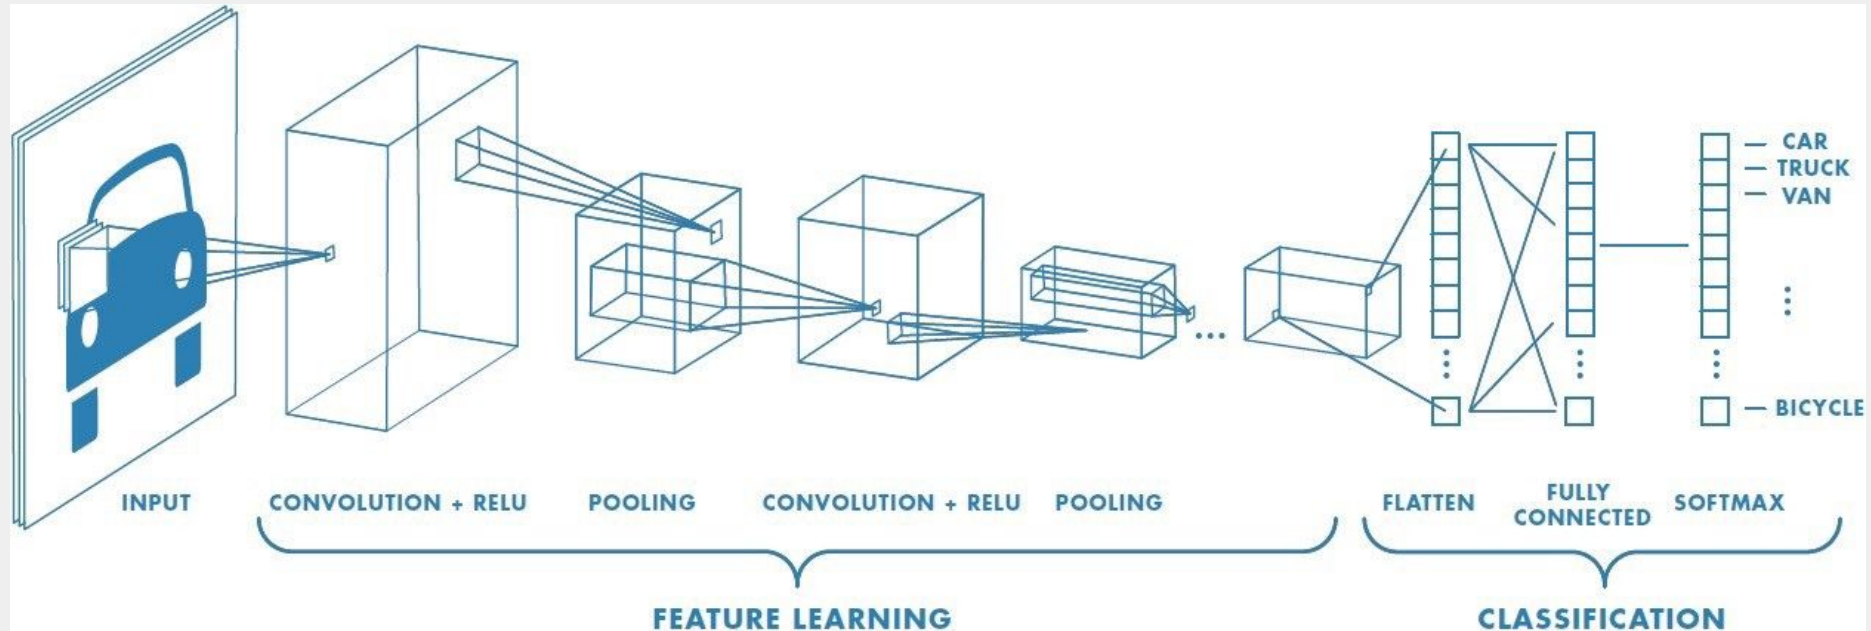 CAR
TRUCK
VAN
BICYCLE
INPUT
CONVOLUTION + RELU
POOLING
CONVOLUTION + RELU
POOLING
FLATTEN
FULLY
CONNECTED
SOFTMAX
FEATURE LEARNING
CLASSIFICATION